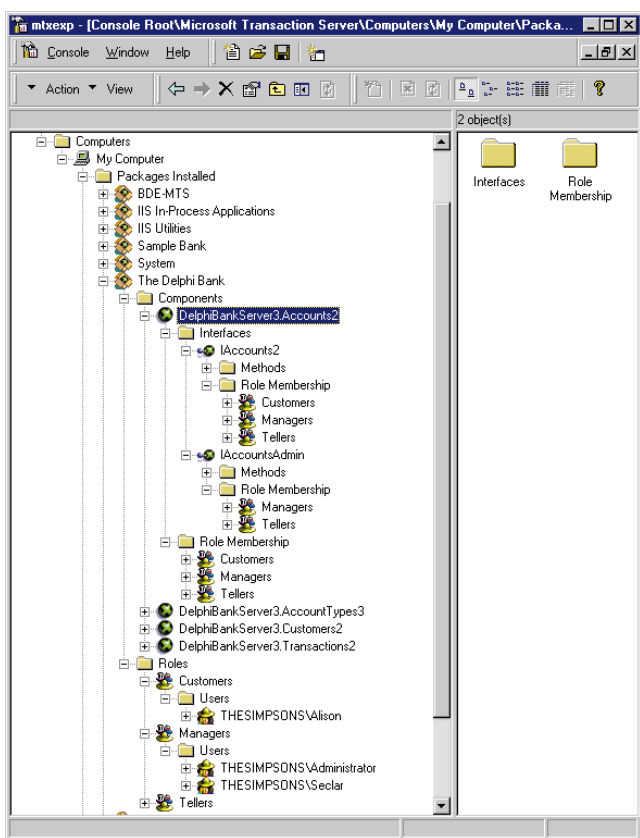 mtxexp - [Console Root\Microsoft Transaction Server\Computers\My Computer\Packa...
Console Window Help
Action View
2 object(s)
Computers
My Computer
Packages Installed
BDE-MTS
IIS In-Process Applications
IIS Utilities
Sample Bank
System
The Delphi Bank
Components
DelphiBankServer3.Accounts2
Interfaces
IAccounts2
Methods
Role Membership
Customers
Managers
Tellers
IAccountsAdmin
Methods
Role Membership
Managers
Tellers
Role Membership
Customers
Managers
Tellers
DelphiBankServer3.AccountTypes3
DelphiBankServer3.Customers2
DelphiBankServer3.Transactions2
Roles
Customers
Users
THESIMPSONS\Alison
Managers
Users
THESIMPSONS\Administrator
THESIMPSONS\Seclar
Tellers
Interfaces
Role
Membership